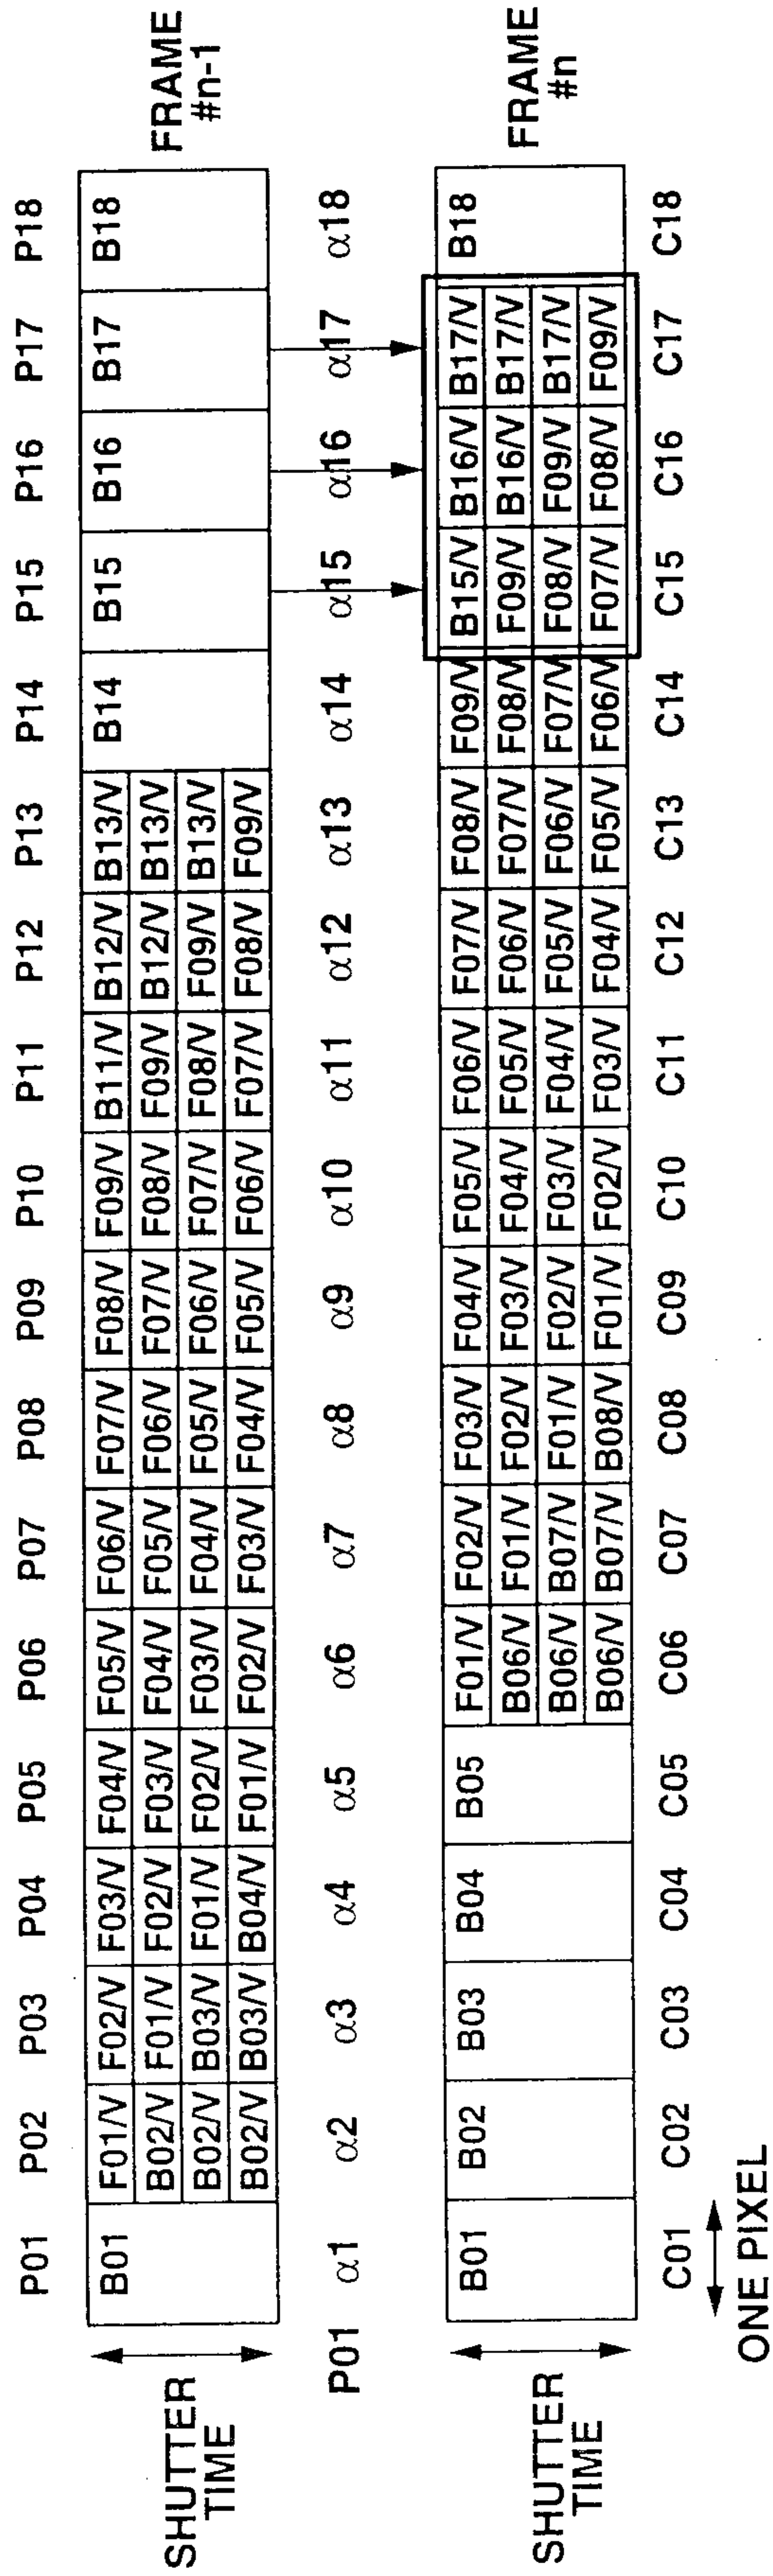 P01 P02 P03 P04 P05 P06 P07 P08 P09 P10 P11 P12 P13 P14 P15 P16 P17 P18
B01 F01/V F02/V F03/V F04/V F05/V F06/V F07/V F08/V F09/V B11/V B12/V B13/V B14 B15 B16 B17 B18
B02/V F01/V F02/V F03/V F04/V F05/V F06/V F07/V F08/V F09/V B12/V B13/V
B02/V B03/V F01/V F02/V F03/V F04/V F05/V F06/V F07/V F08/V F09/V B13/V
B02/V B03/V B04/V F01/V F02/V F03/V F04/V F05/V F06/V F07/V F08/V F09/V
SHUTTER
TIME
FRAME
#n-1
P01 α1 α2 α3 α4 α5 α6 α7 α8 α9 α10 α11 α12 α13 α14 α15 α16 α17 α18
B01 B02 B03 B04 B05 F01/V F02/V F03/V F04/V F05/V F06/V F07/V F08/V F09/V B15/V B16/V B17/V B18
B06/V F01/V F02/V F03/V F04/V F05/V F06/V F07/V F08/V F09/V B16/V B17/V
B06/V B07/V F01/V F02/V F03/V F04/V F05/V F06/V F07/V F08/V F09/V B17/V
B06/V B07/V B08/V F01/V F02/V F03/V F04/V F05/V F06/V F07/V F08/V F09/V
SHUTTER
TIME
FRAME
#n
C01 C02 C03 C04 C05 C06 C07 C08 C09 C10 C11 C12 C13 C14 C15 C16 C17 C18
ONE PIXEL